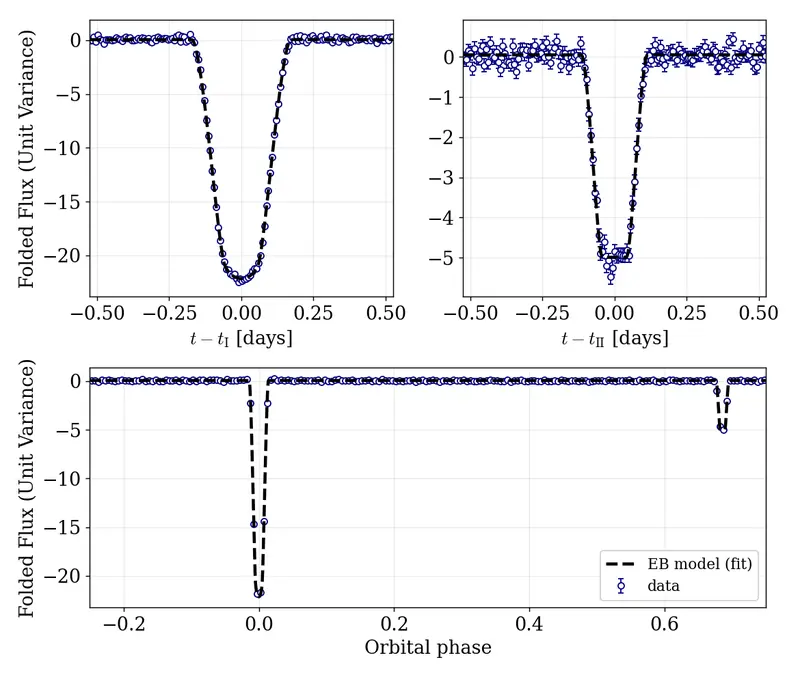 Folded Flux (Unit Variance)
0
−5
−10
−15
−20
−0.50 −0.25 0.00 0.25 0.50
t − tI [days]
0
−1
−2
−3
−4
−5
−0.50 −0.25 0.00 0.25 0.50
t − tII [days]
Folded Flux (Unit Variance)
0
−5
−10
−15
−20
EB model (fit)
data
−0.2 0.0 0.2 0.4 0.6
Orbital phase